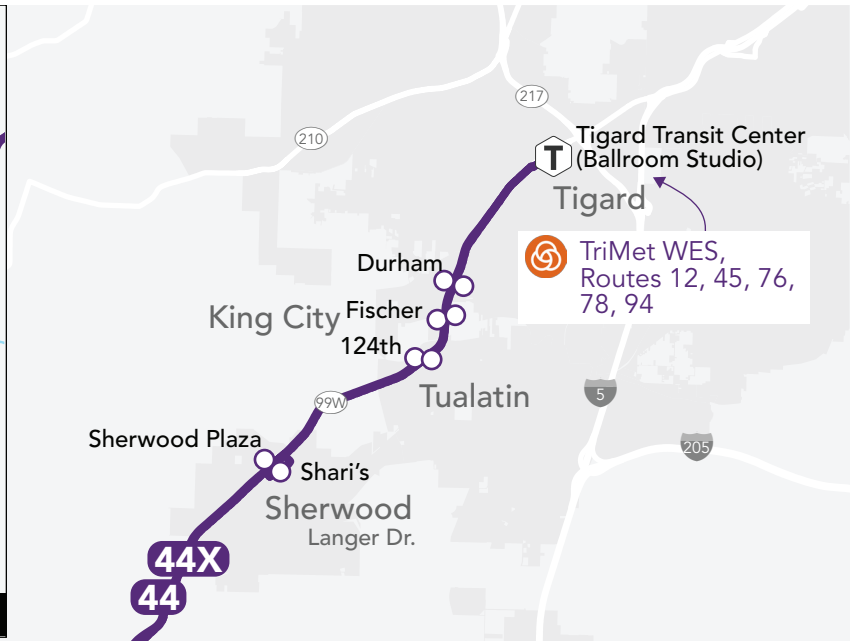 217
210
Tigard Transit Center
(Ballroom Studio)
T
Tigard
TriMet WES,
Routes 12, 45, 76,
78, 94
Durham
King City
Fischer
124th
Tualatin
5
99W
Sherwood Plaza
205
Shari's
Sherwood
Langer Dr.
44X
44